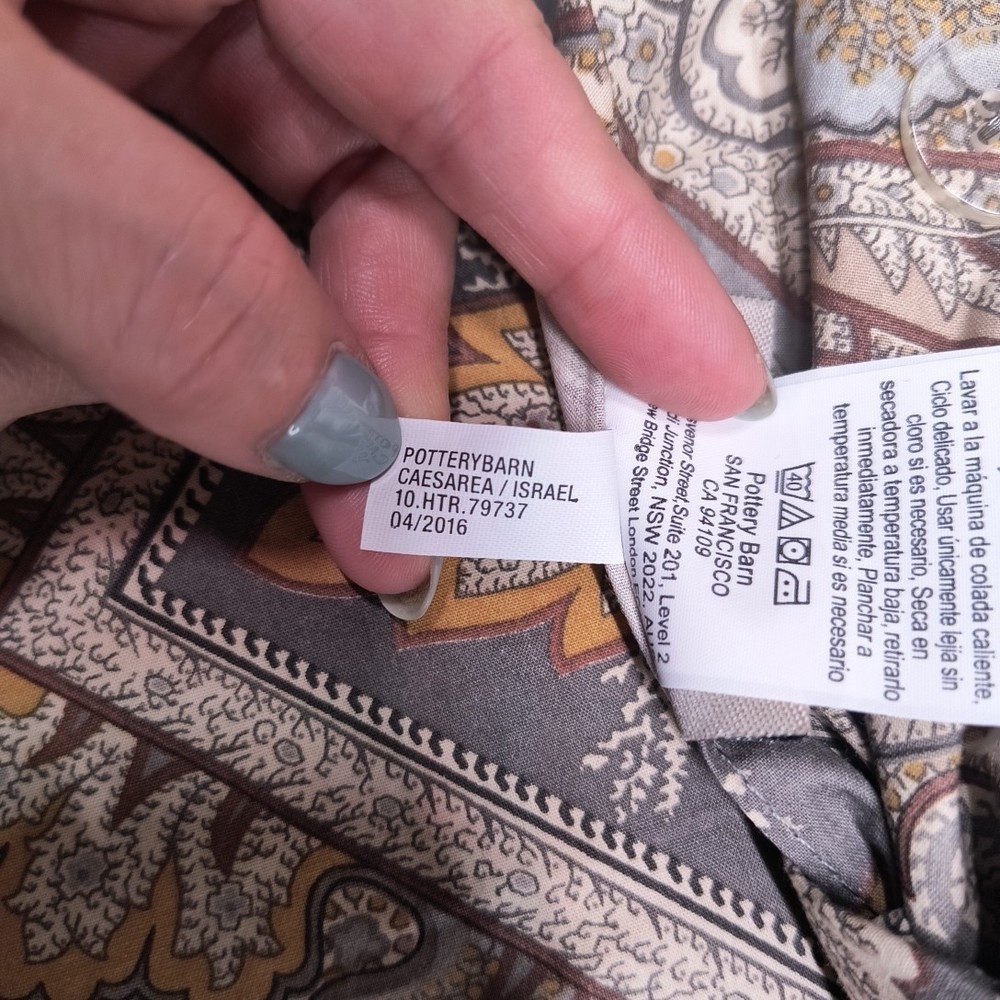 POTTERYBARN
CAESAREA / ISRAEL
10.HTR.79737
04/2016
Lavar a la máquina de colada caliente,
Ciclo delicado, Usar únicamente lejia sin
cloro si es necesario, Seca en
secadora a temperatura baja, retirarlo
inmediatamente, Planchar a
temperatura media si es necesario
40
Pottery Barn
SAN FRANCISCO
CA 94109
Street, Suite 201, Level 2
Junction, NSW 2022.
Bridge Street London